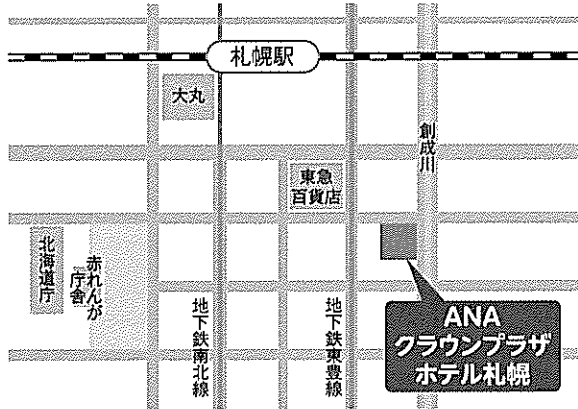 札幌駅
大丸
創成川
東急
百貨店
北海道庁
赤れんが
庁舎
地下鉄南北線
地下鉄東豊線
ANA
クラウンプラザ
ホテル札幌